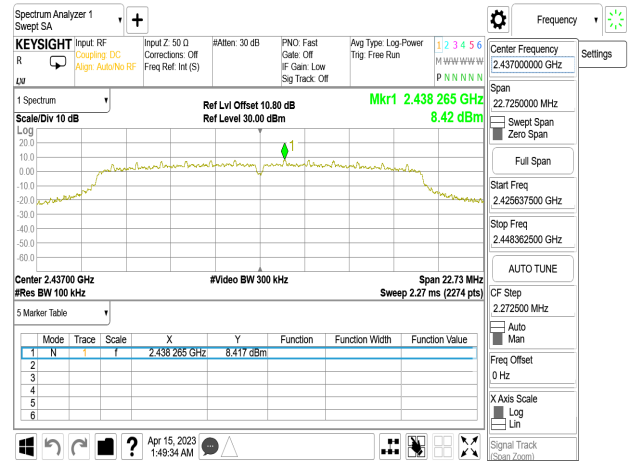 Spectrum Analyzer 1
Swept SA
Frequency
KEYSIGHT
R
Input: RF
Coupling: DC
Align: Auto/No RF
Input Z: 50 Ω
Corrections: Off
Freq Ref: Int (S)
#Atten: 30 dB
PNO: Fast
Gate: Off
IF Gain: Low
Sig Track: Off
Avg Type: Log-Power
Trig: Free Run
1 2 3 4 5 6
M W W W W W
P N N N N N
1 Spectrum
Scale/Div 10 dB
Ref Lvl Offset 10.80 dB
Ref Level 30.00 dBm
Mkr1 2.438 265 GHz
8.42 dBm
Log
20.0
10.0
0.00
-10.0
-20.0
-30.0
-40.0
-50.0
-60.0
1
Center 2.43700 GHz
#Res BW 100 kHz
#Video BW 300 kHz
Span 22.73 MHz
Sweep 2.27 ms (2274 pts)
5 Marker Table
Mode Trace Scale X Y Function Function Width Function Value
1 N 1 f 2.438 265 GHz 8.417 dBm
2
3
4
5
6
Apr 15, 2023
1:49:34 AM
Center Frequency
2.437000000 GHz
Settings
Span
22.7250000 MHz
Swept Span
Zero Span
Full Span
Start Freq
2.425637500 GHz
Stop Freq
2.448362500 GHz
AUTO TUNE
CF Step
2.272500 MHz
Auto
Man
Freq Offset
0 Hz
X Axis Scale
Log
Lin
Signal Track
(Span Zoom)